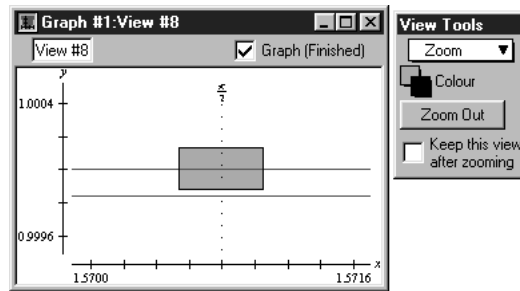 Graph #1:View #8
View #8
Graph (Finished)
y
1.0004
0.9996
1.5700
1.5716
x
View Tools
Zoom
Colour
Zoom Out
Keep this view
after zooming